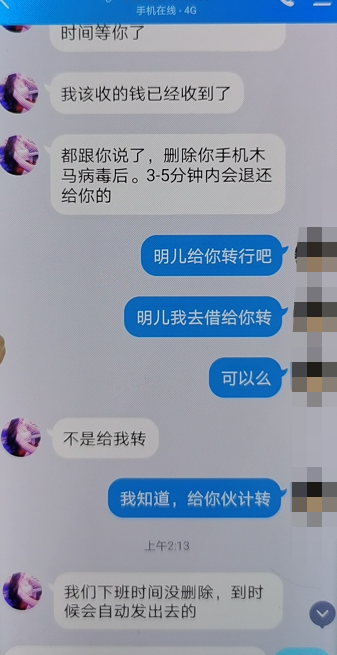 手机在线 - 4G
时间等你了
我该收的钱已经收到了
都跟你说了，删除你手机木
马病毒后。3-5分钟内会退还
给你的
明儿给你转行吧
明儿我去借给你转
可以么
不是给我转
我知道，给你伙计转
上午2:13
我们下班时间没删除，到时
候会自动发出去的